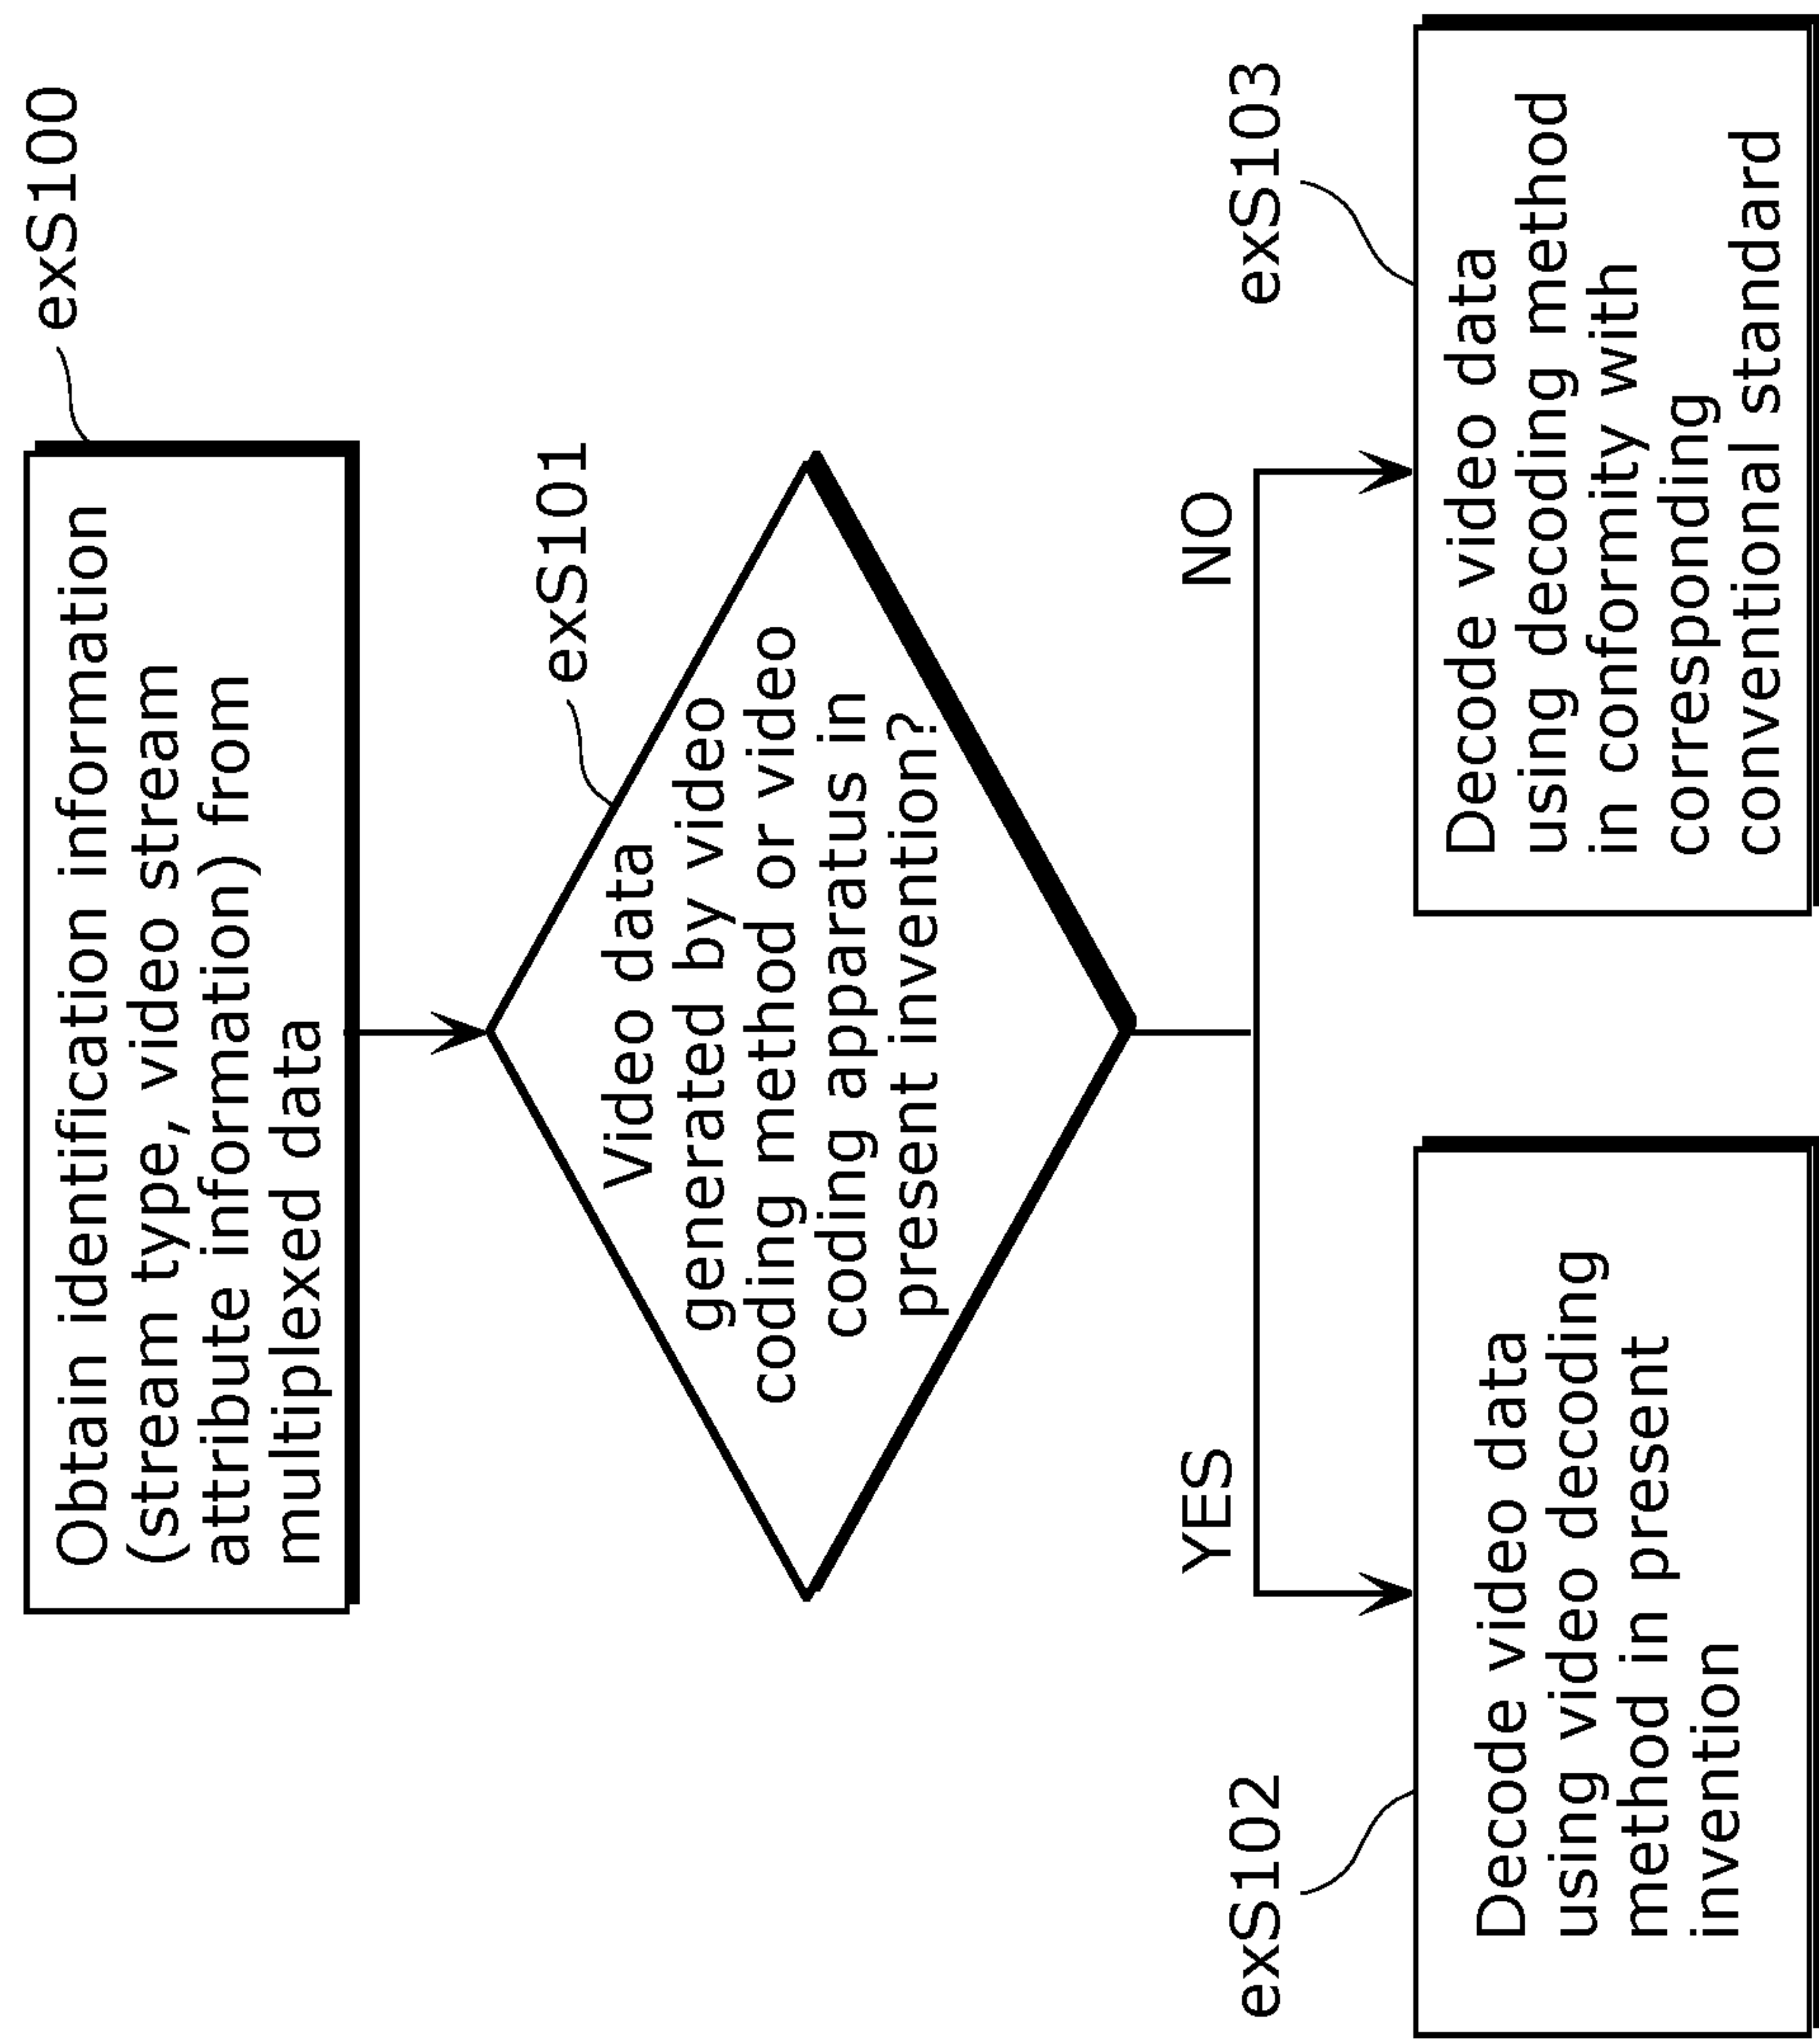 exS100
Obtain identification information
(stream type, video stream
attribute information) from
multiplexed data
exS101
Video data
generated by video
coding method or video
coding apparatus in
present invention?
YES
NO
exS102
Decode video data
using video decoding
method in present
invention
exS103
Decode video data
using decoding method
in conformity with
corresponding
conventional standard